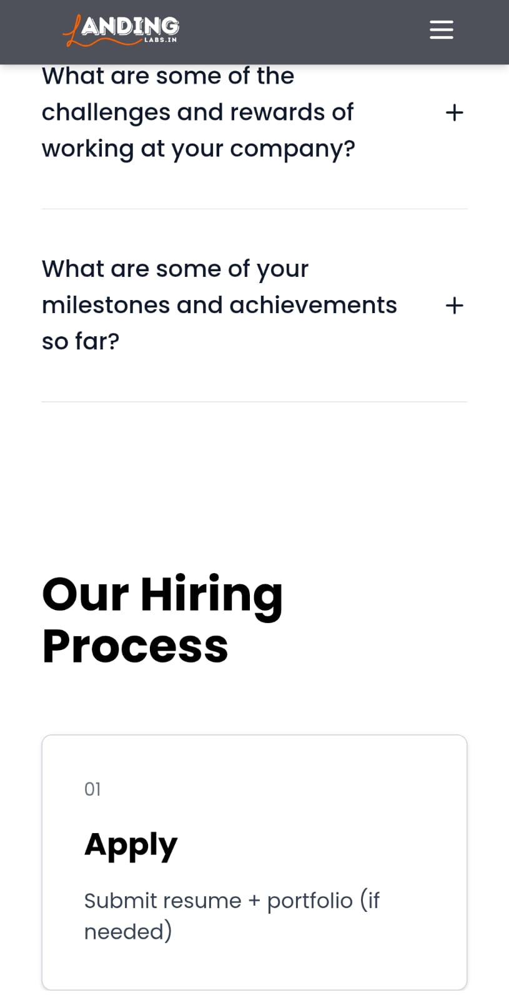 LANDING
LABS.IN
What are some of the
challenges and rewards of
working at your company?
+
What are some of your
milestones and achievements
so far?
+
Our Hiring
Process
01
Apply
Submit resume + portfolio (if
needed)